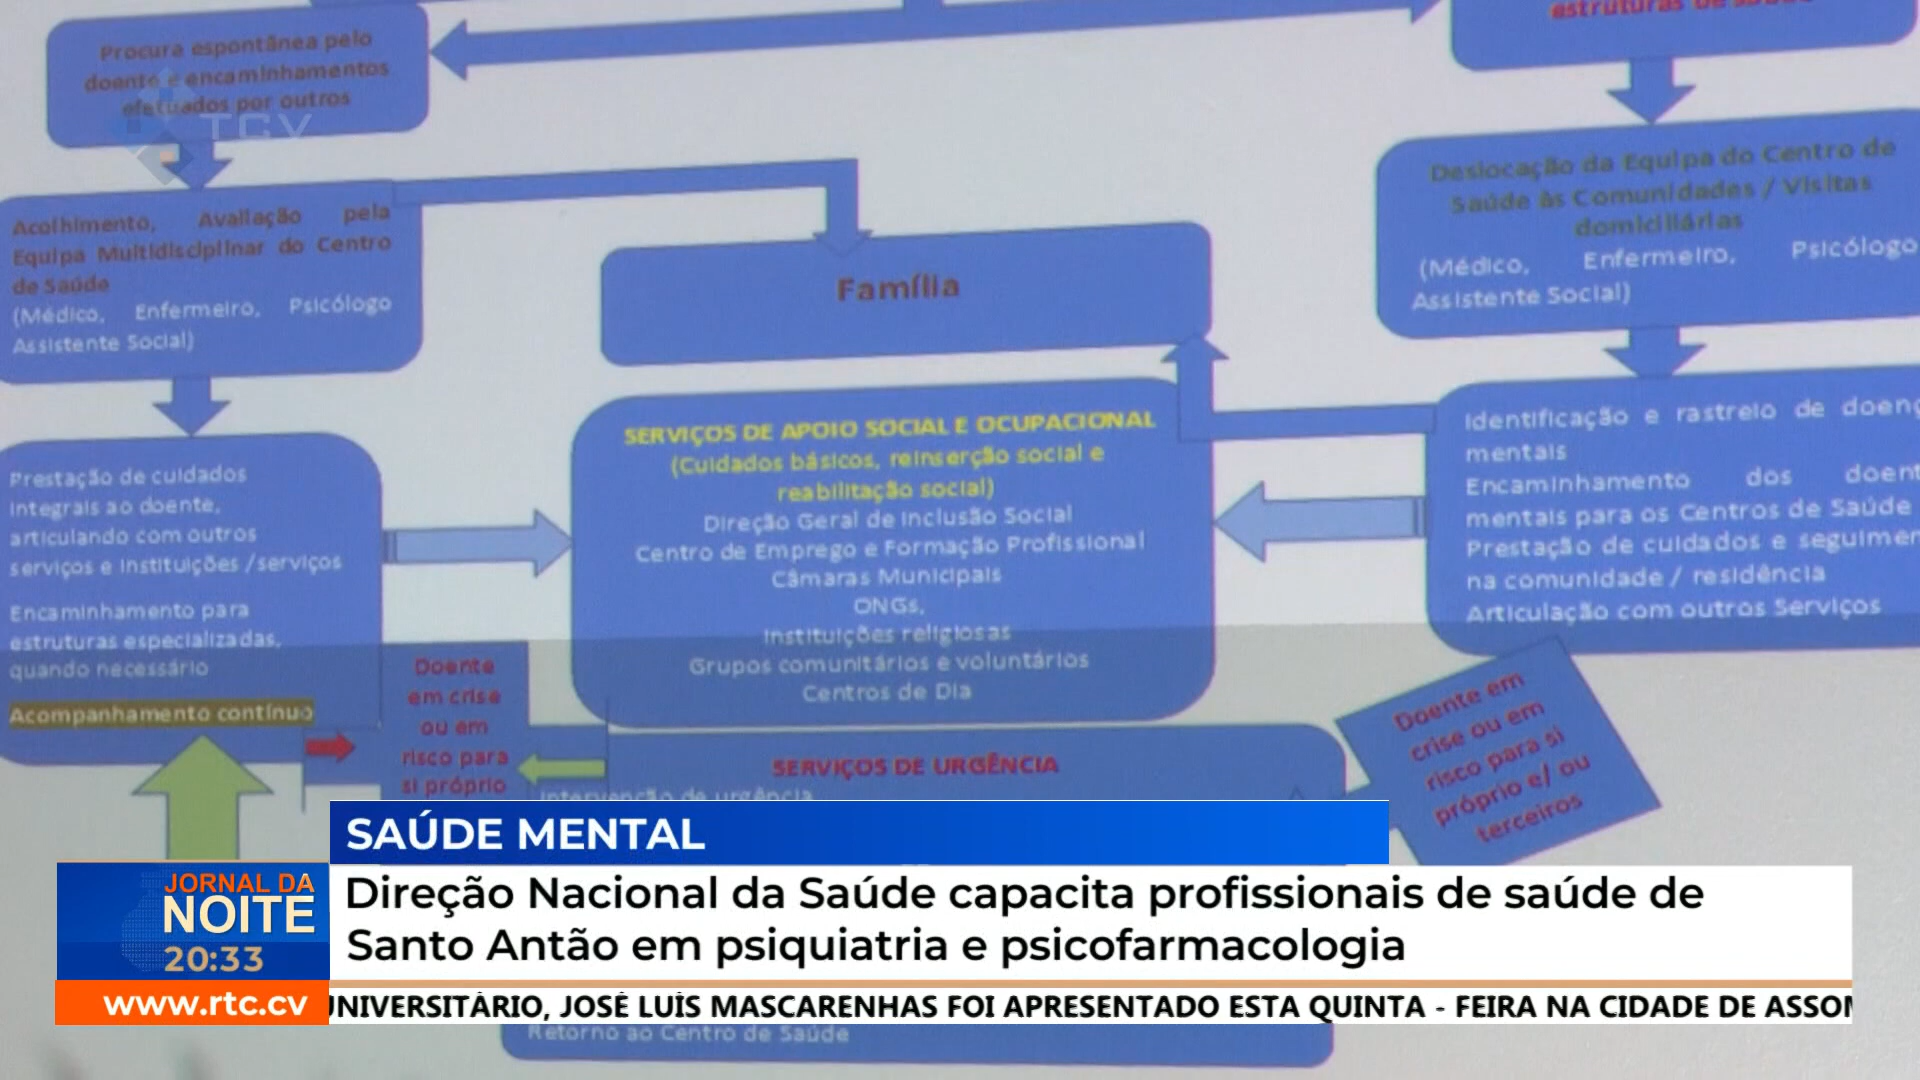 estruturas de saúde
Procura espontânea pelo
doente e encaminhamentos
efetuados por outros
TCV
Acolhimento, Avaliação pela
Equipa Multidisciplinar do Centro
de Saúde
(Médico, Enfermeiro, Psicólogo
Assistente Social)
Família
Deslocação da Equipa do Centro de
Saúde às Comunidades / Visitas
domiciliárias
(Médico, Enfermeiro, Psicólogo
Assistente Social)
Prestação de cuidados
integrais ao doente,
articulando com outros
serviços e instituições /serviços
Encaminhamento para
estruturas especializadas,
quando necessário
Acompanhamento contínuo
SERVIÇOS DE APOIO SOCIAL E OCUPACIONAL
(Cuidados básicos, reinserção social e
reabilitação social)
Direção Geral de Inclusão Social
Centro de Emprego e Formação Profissional
Câmaras Municipais
ONGs,
Instituições religiosas
Grupos comunitários e voluntários
Centros de Dia
Identificação e rastreio de
mentais
Encaminhamento dos
mentais para os Centros de Saúde
Prestação de cuidados e
na comunidade / residência
Articulação com outros Serviços
Doente
em crise
ou em
risco para
si próprio
SERVIÇOS DE URGÊNCIA
Intervenção de urgência
Doente em
crise ou em
risco para si
próprio e/ ou
terceiros
SAÚDE MENTAL
JORNAL DA
NOITE
20:33
Direção Nacional da Saúde capacita profissionais de saúde de
Santo Antão em psiquiatria e psicofarmacologia
www.rtc.cv
UNIVERSITÁRIO, JOSÉ LUÍS MASCARENHAS FOI APRESENTADO ESTA QUINTA - FEIRA NA CIDADE DE ASSOM
Retorno ao Centro de Saúde